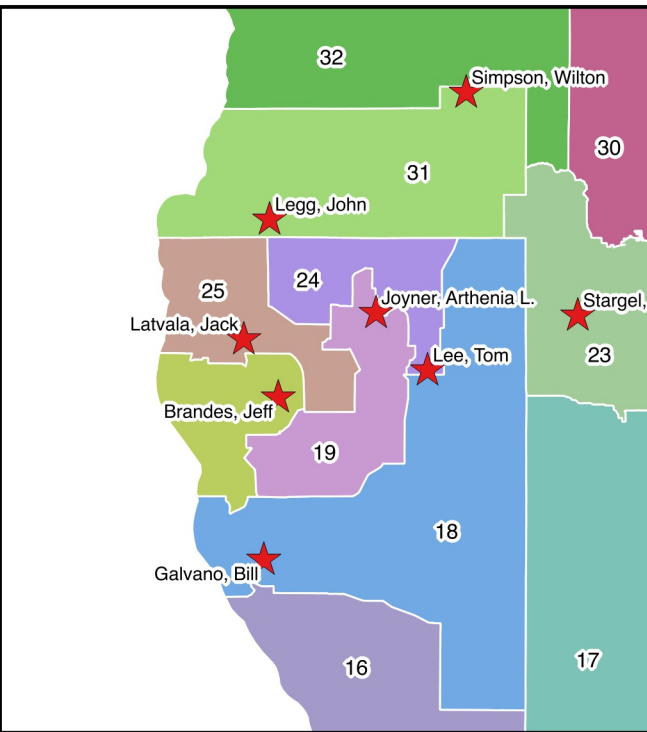 32
Simpson, Wilton
30
31
Legg, John
24
25
Joyner, Arthenia L.
Stargel,
Latvala, Jack
23
Lee, Tom
Brandes, Jeff
19
18
Galvano, Bill
16
17